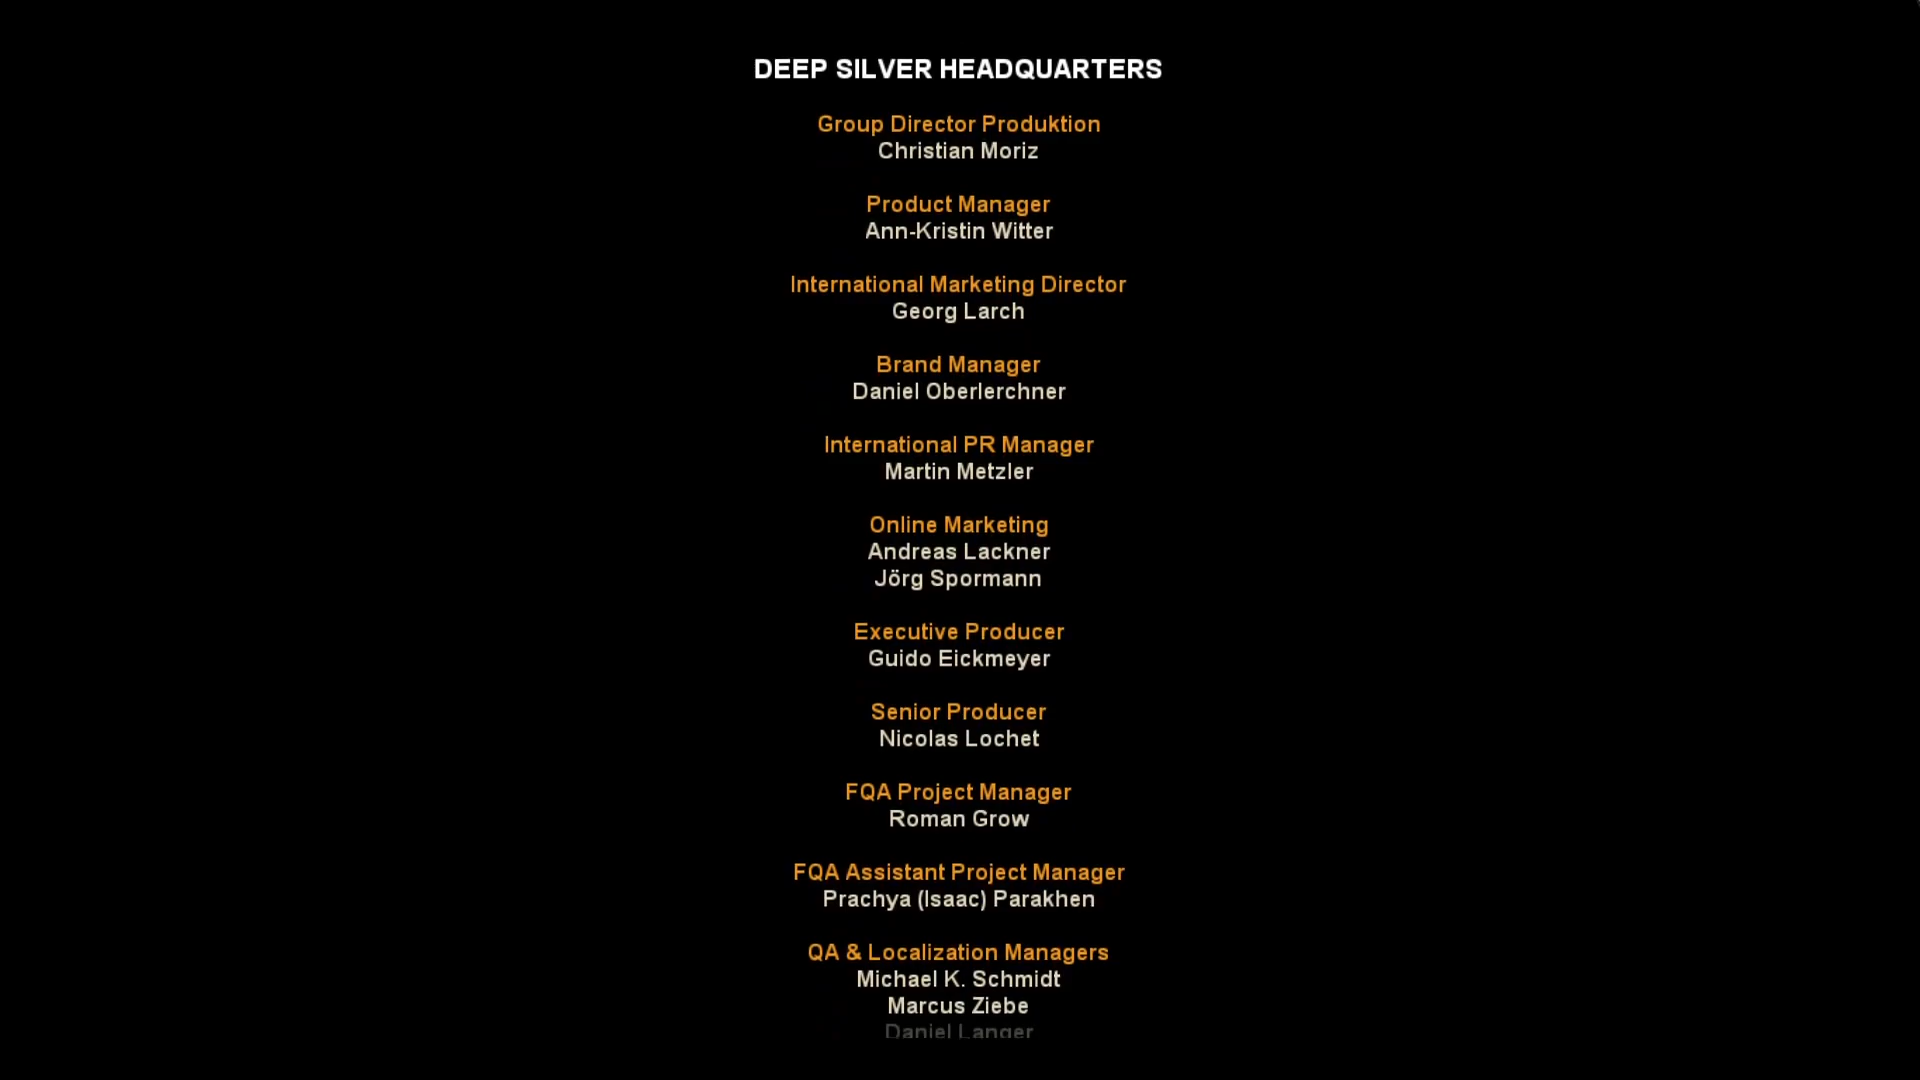 DEEP SILVER HEADQUARTERS
Group Director Produktion
Christian Moriz
Product Manager
Ann-Kristin Witter
International Marketing Director
Georg Larch
Brand Manager
Daniel Oberlerchner
International PR Manager
Martin Metzler
Online Marketing
Andreas Lackner
Jörg Spormann
Executive Producer
Guido Eickmeyer
Senior Producer
Nicolas Lochet
FQA Project Manager
Roman Grow
FQA Assistant Project Manager
Prachya (Isaac) Parakhen
QA & Localization Managers
Michael K. Schmidt
Marcus Ziebe
Daniel Langer